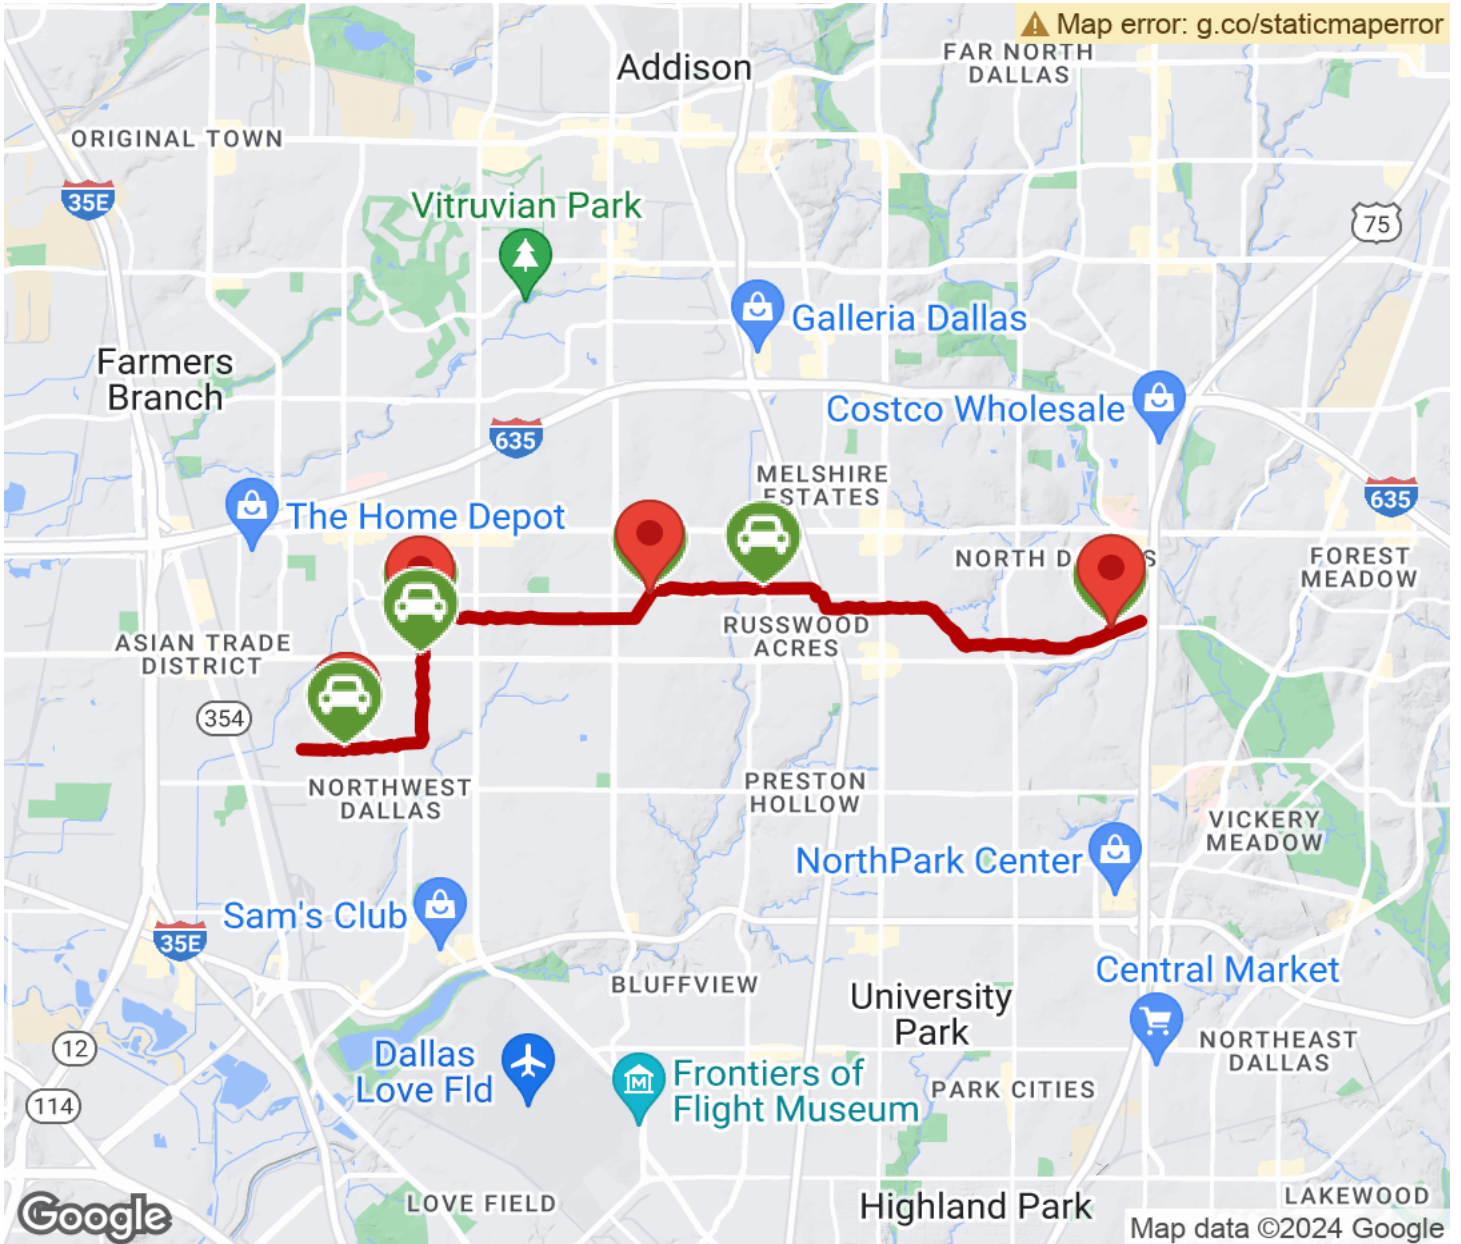 Map error: g.co/staticmaperror
Addison
FAR NORTH
DALLAS
ORIGINAL TOWN
35E
Vitruvian Park
75
Galleria Dallas
Farmers
Branch
Costco Wholesale
635
MELSHIRE
ESTATES
635
The Home Depot
NORTH D S
FOREST
MEADOW
ASIAN TRADE
DISTRICT
RUSSWOOD
ACRES
354
NORTHWEST
DALLAS
PRESTON
HOLLOW
VICKERY
MEADOW
NorthPark Center
Sam's Club
35E
BLUFFVIEW
Central Market
University
Park
12
Dallas
Love Fld
NORTHEAST
DALLAS
Frontiers of
Flight Museum
PARK CITIES
114
LOVE FIELD
Highland Park
LAKEWOOD
Google
Map data ©2024 Google